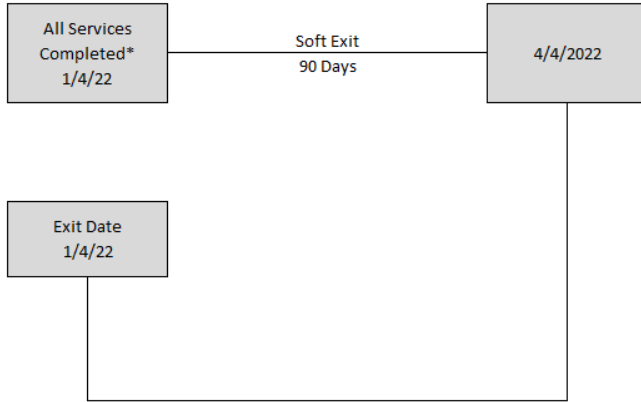 All Services
Completed*
1/4/22
Soft Exit
90 Days
4/4/2022
Exit Date
1/4/22